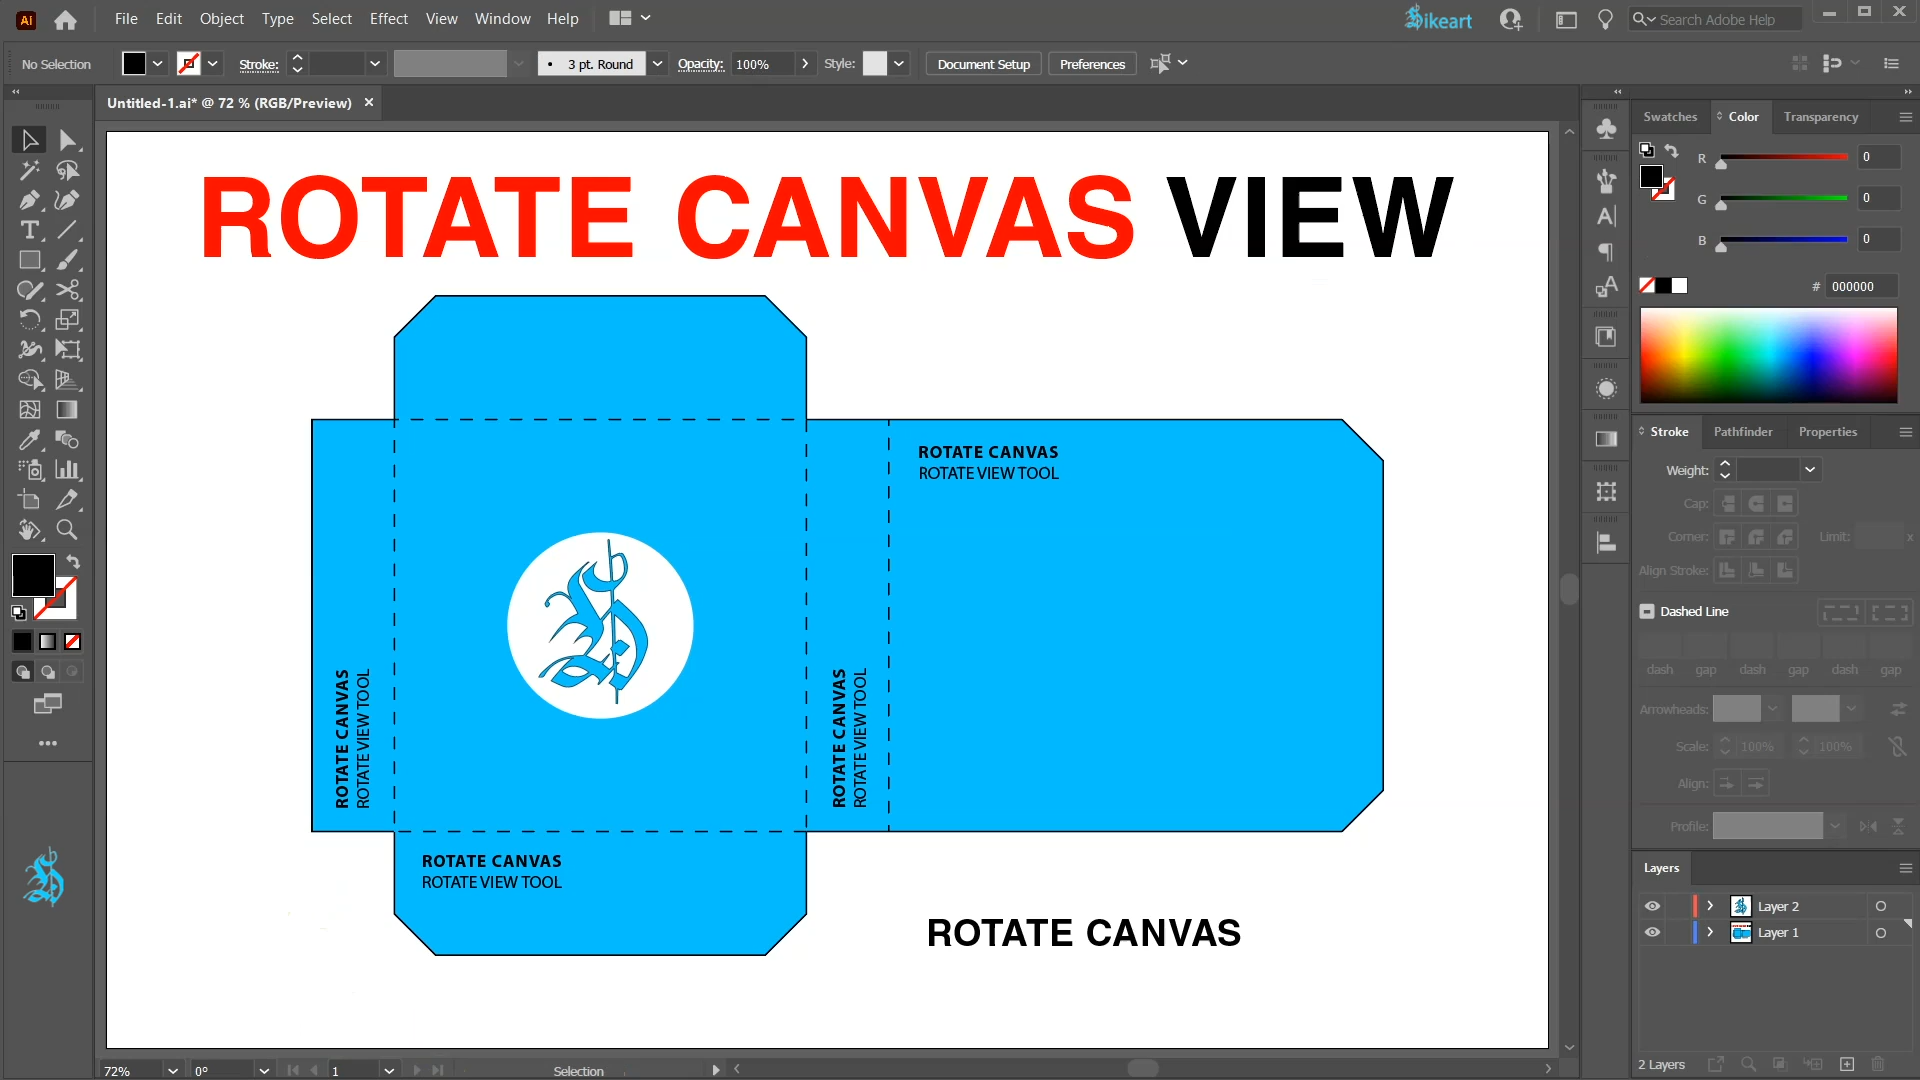 Ai File Edit Object Type Select Effect View Window Help ikeart Search Adobe Help
No Selection Stroke: 3 pt. Round Opacity: 100% Style: Document Setup Preferences
Untitled-1.ai* @ 72 % (RGB/Preview)
ROTATE CANVAS VIEW
ROTATE CANVAS
ROTATE VIEW TOOL
ROTATE CANVAS
ROTATE VIEW TOOL
ROTATE CANVAS
ROTATE VIEW TOOL
ROTATE CANVAS
ROTATE VIEW TOOL
ROTATE CANVAS
72% 0° 1 Selection
Swatches Color Transparency
R 0
G 0
B 0
# 000000
Stroke Pathfinder Properties
Weight:
Cap:
Corner: Limit: x
Align Stroke:
Dashed Line
dash gap dash gap dash gap
Arrowheads:
Scale: 100% 100%
Align:
Profile:
Layers
Layer 2
Layer 1
2 Layers